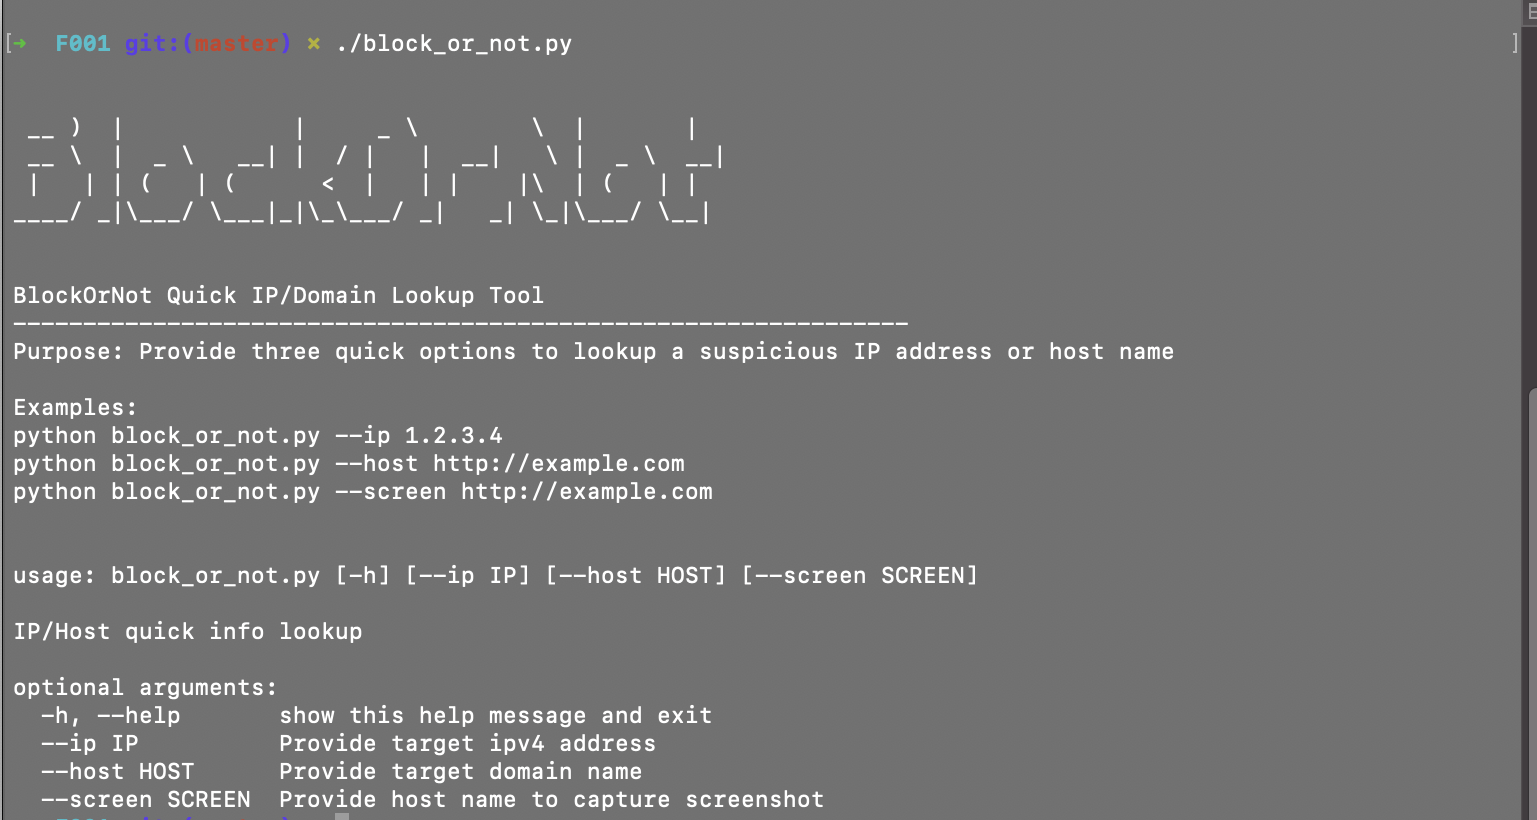 [➜  F001 git:(master) ✗ ./block_or_not.py ]
 __ )  |            |     _ \        \  |       |
 __ \  |  _ \   __| |  / |   |  __|   \ |  _ \  __|
 |   | | (   | (      <  |   | |    |\  | (   | |
____/ _|\___/ \___|_|\_\___/ _|   _| \_|\___/ \__|
BlockOrNot Quick IP/Domain Lookup Tool
----------------------------------------------------------------
Purpose: Provide three quick options to lookup a suspicious IP address or host name
Examples:
python block_or_not.py --ip 1.2.3.4
python block_or_not.py --host http://example.com
python block_or_not.py --screen http://example.com
usage: block_or_not.py [-h] [--ip IP] [--host HOST] [--screen SCREEN]
IP/Host quick info lookup
optional arguments:
  -h, --help       show this help message and exit
  --ip IP          Provide target ipv4 address
  --host HOST      Provide target domain name
  --screen SCREEN  Provide host name to capture screenshot